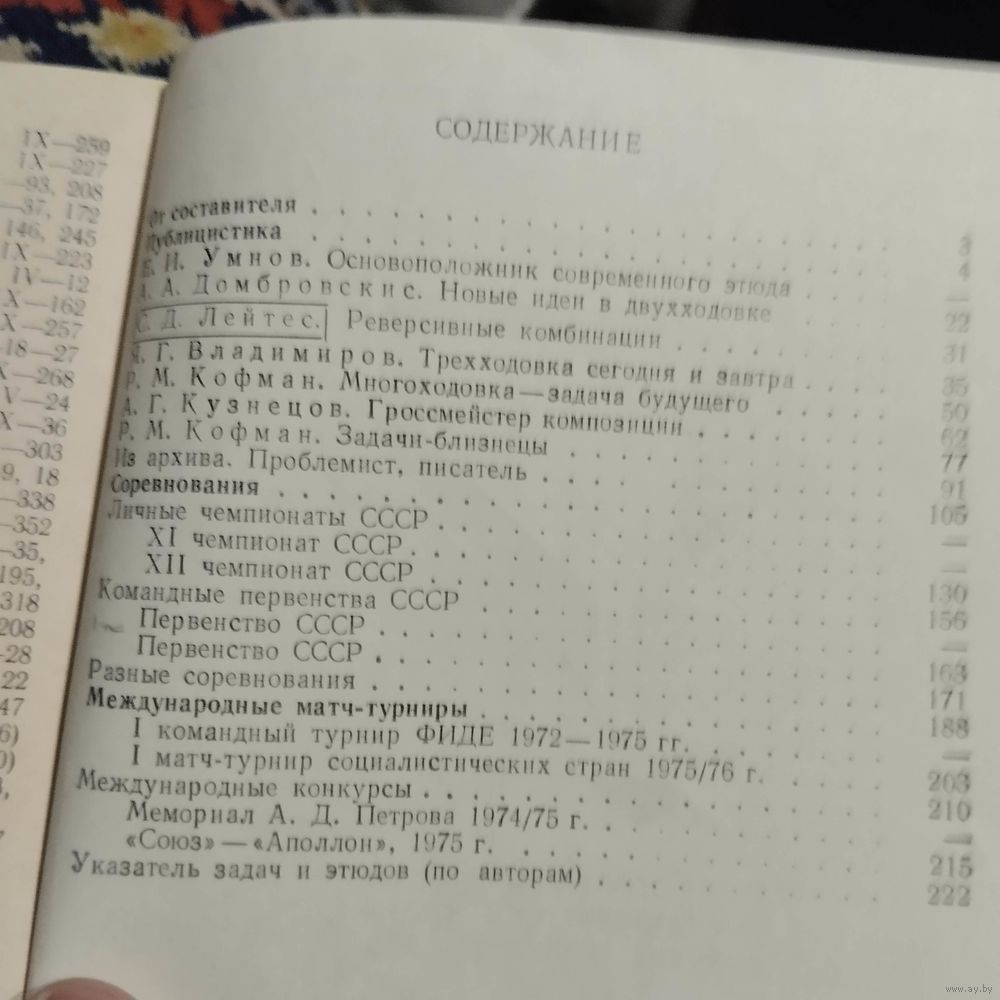 IX—259
IX—227
—93, 208
—37, 172
146, 245
IX—223
IV—12
X—162
X—257
18—27
X—268
V—24
X—36
—303
9, 18
—338
—352
—35,
195,
318
208
-28
22
47
6)
0)
3,
7
СОДЕРЖАНИЕ
От составителя . . . . . . . . . . . . . 3
Публицистика . . . . . . . . . . . . . 4
Е. И. Умнов. Основоположник современного этюда . . . . —
А. А. Домбровскис. Новые идеи в двухходовке . . . . 22
С. Д. Лейтес. Реверсивные комбинации . . . . . . 31
Я. Г. Владимиров. Трехходовка сегодня и завтра . . . . 35
Р. М. Кофман. Многоходовка—задача будущего . . . . . 50
А. Г. Кузнецов. Гроссмейстер композиции . . . . . . 62
Р. М. Кофман. Задачи-близнецы . . . . . . . . . 77
Из архива. Проблемист, писатель . . . . . . . . . 91
Соревнования . . . . . . . . . . . . . 105
Личные чемпионаты СССР . . . . . . . . . . . —
XI чемпионат СССР . . . . . . . . . . . . —
XII чемпионат СССР . . . . . . . . . . . . 130
Командные первенства СССР . . . . . . . . . . 156
Первенство СССР . . . . . . . . . . . . —
Первенство СССР . . . . . . . . . . . . 163
Разные соревнования . . . . . . . . . . . . 171
Международные матч-турниры . . . . . . . . . . 188
I командный турнир ФИДЕ 1972—1975 гг. . . . . . . —
I матч-турнир социалистических стран 1975/76 г. . . . . 203
Международные конкурсы . . . . . . . . . . . 210
Мемориал А. Д. Петрова 1974/75 г. . . . . . . . . —
«Союз»—«Аполлон», 1975 г. . . . . . . . . . . 215
Указатель задач и этюдов (по авторам) . . . . . . . . 222
www.ay.by